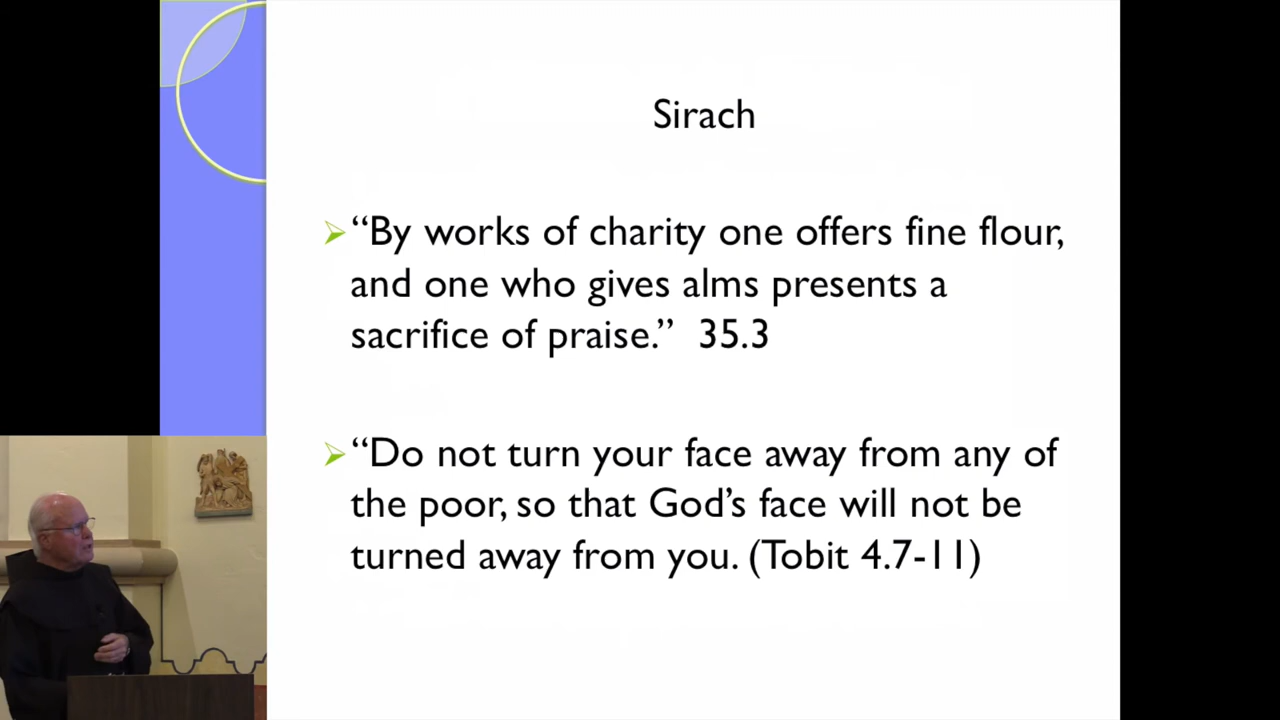 Sirach
“By works of charity one offers fine flour,
and one who gives alms presents a
sacrifice of praise.” 35.3
“Do not turn your face away from any of
the poor, so that God’s face will not be
turned away from you. (Tobit 4.7-11)